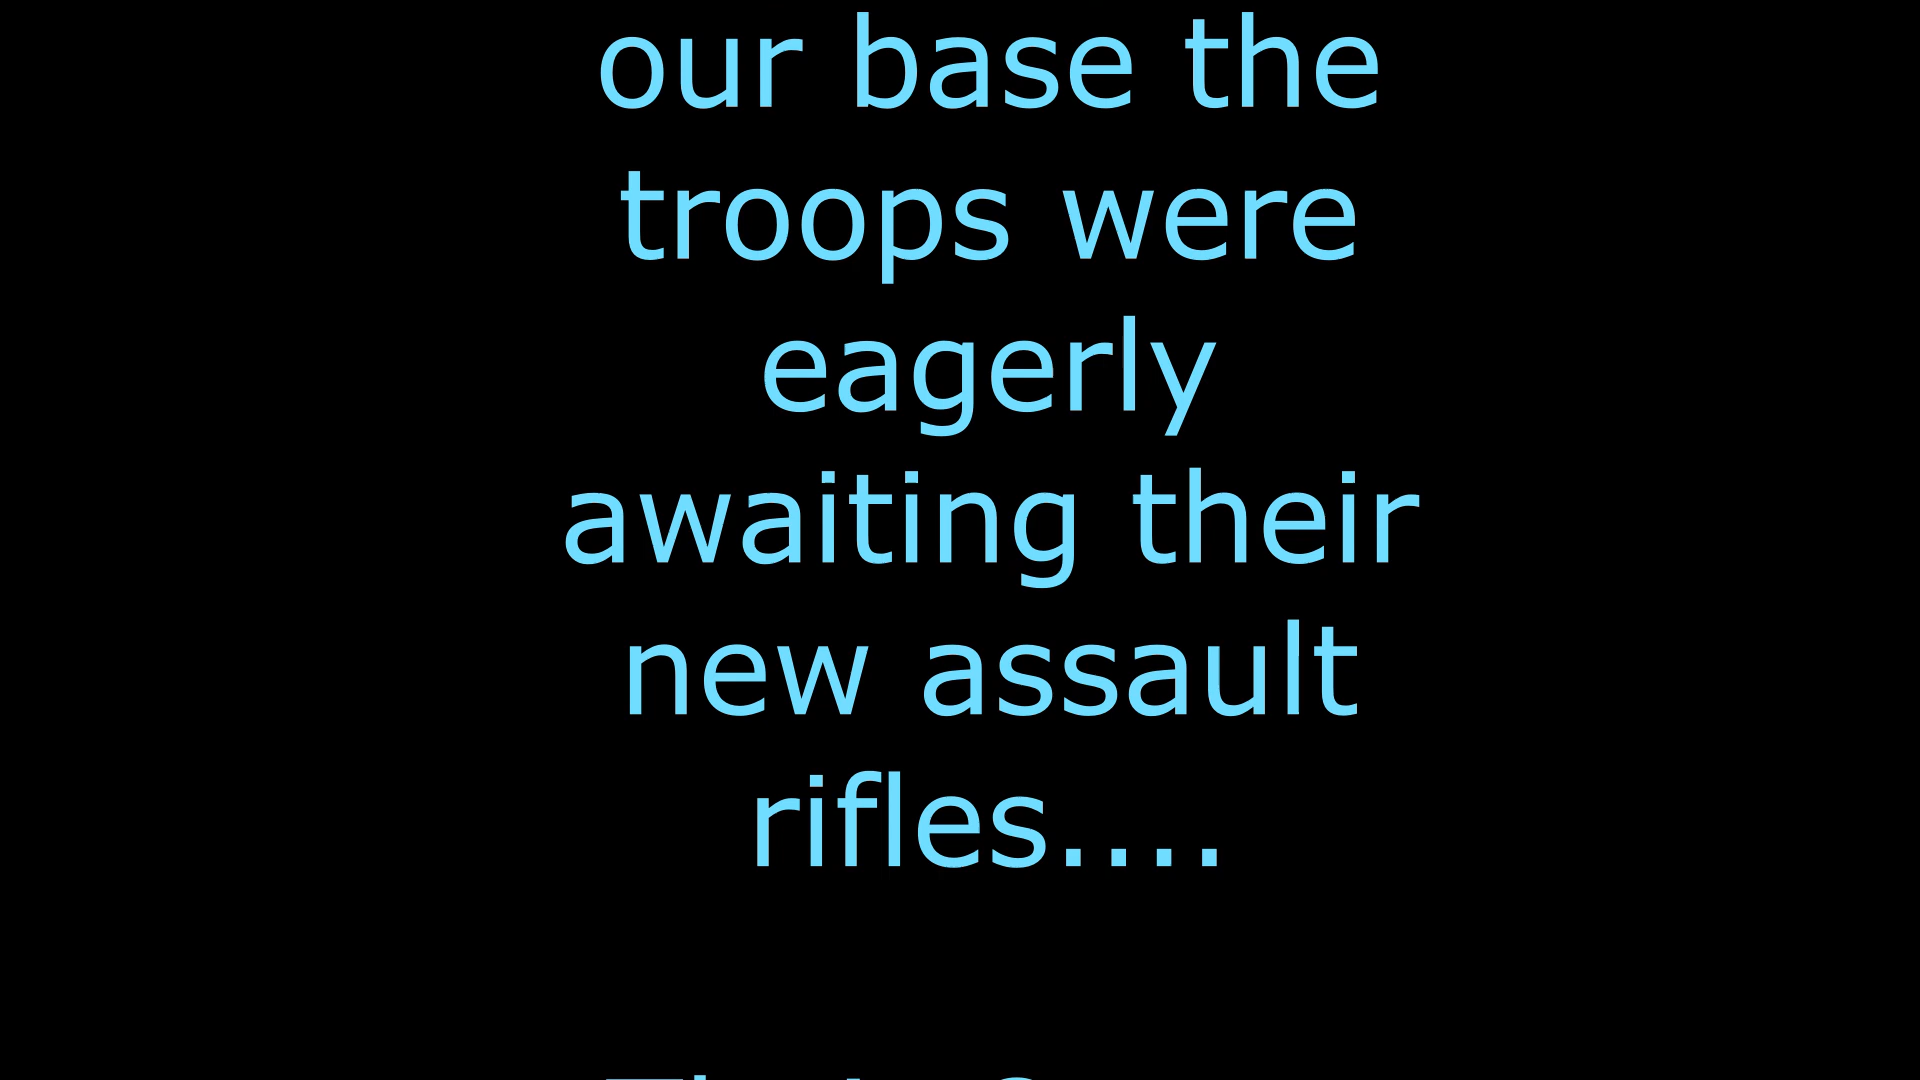 our base the
troops were
eagerly
awaiting their
new assault
rifles....